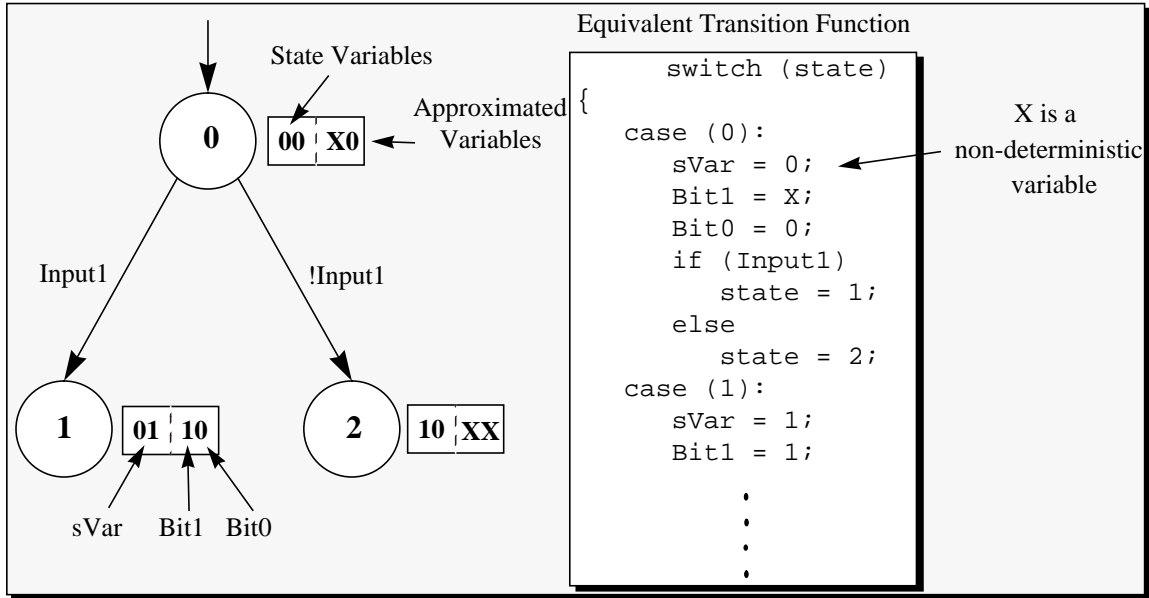 Equivalent Transition Function
State Variables
Approximated
Variables
0
00 X0
Input1
!Input1
1
01 10
2
10 XX
sVar
Bit1
Bit0
switch (state)
{
case (0):
sVar = 0;
Bit1 = X;
Bit0 = 0;
if (Input1)
state = 1;
else
state = 2;
case (1):
sVar = 1;
Bit1 = 1;
X is a
non-deterministic
variable